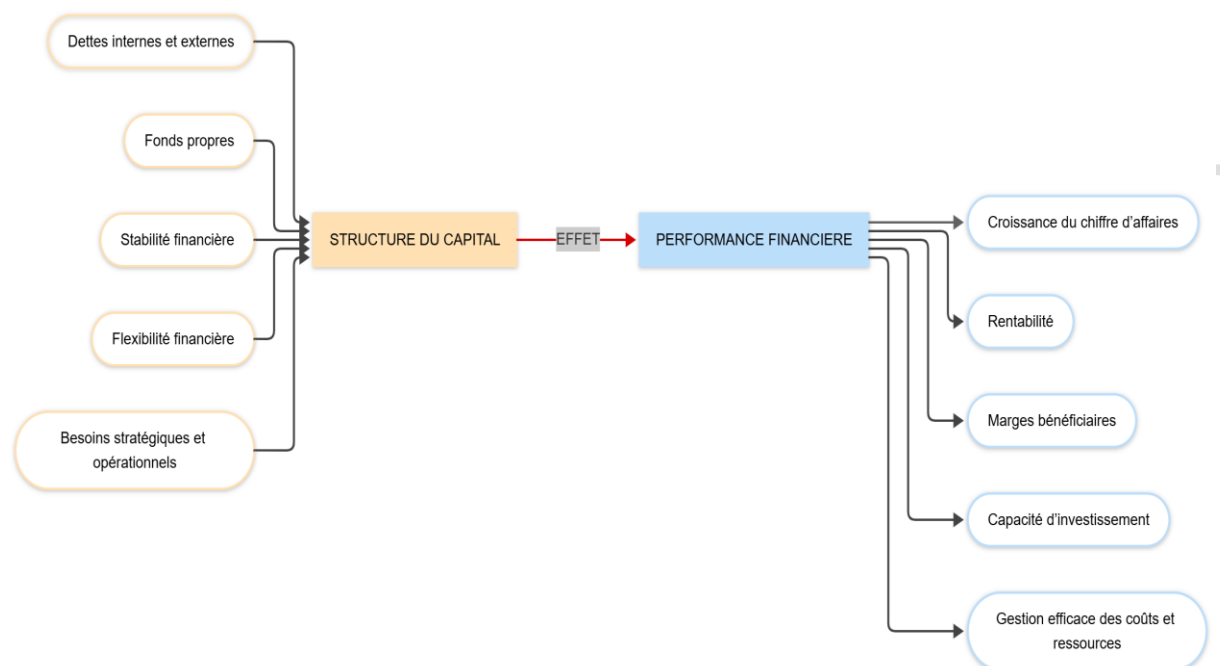 Dettes internes et externes
Fonds propres
Stabilité financière
Flexibilité financière
Besoins stratégiques et
opérationnels
STRUCTURE DU CAPITAL
EFFET
PERFORMANCE FINANCIERE
Croissance du chiffre d’affaires
Rentabilité
Marges bénéficiaires
Capacité d’investissement
Gestion efficace des coûts et
ressources